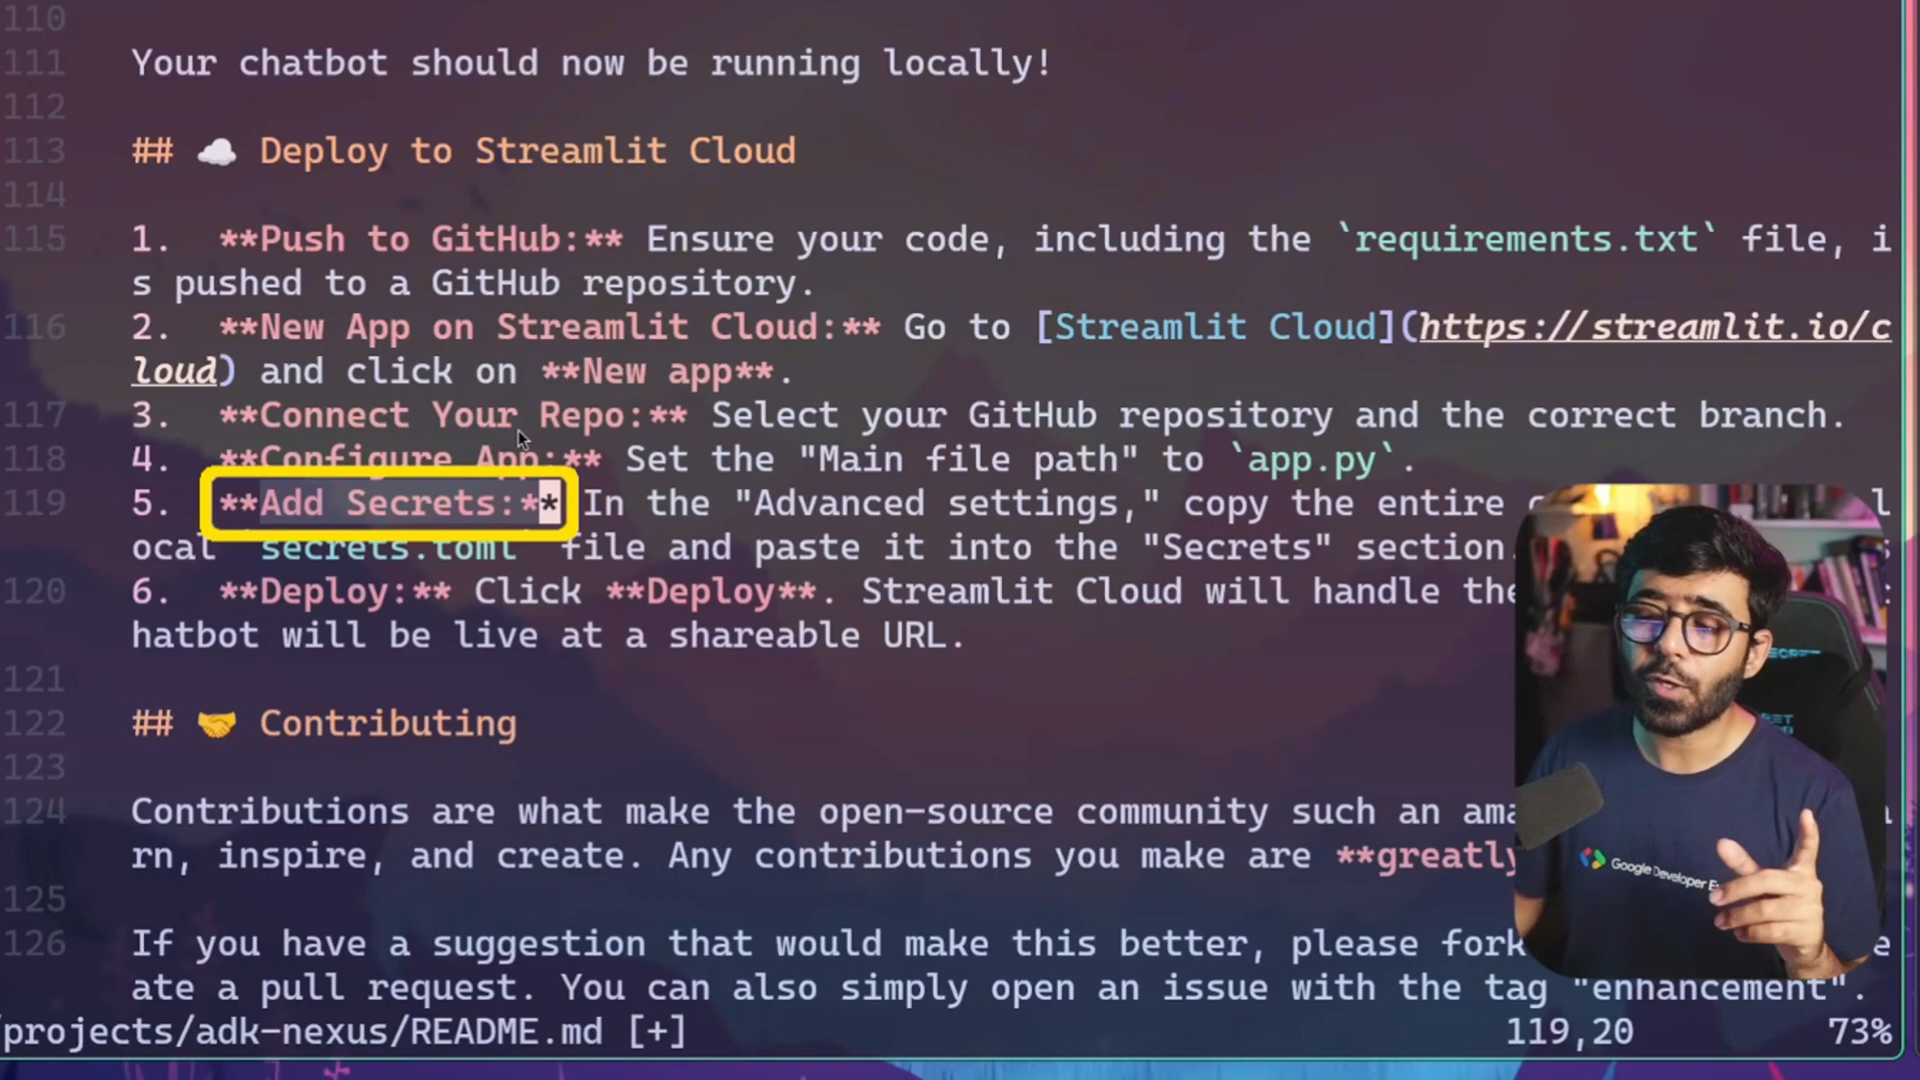 110
111 Your chatbot should now be running locally!
112
113 ## ☁️ Deploy to Streamlit Cloud
114
115 1. **Push to GitHub:** Ensure your code, including the `requirements.txt` file, i
s pushed to a GitHub repository.
116 2. **New App on Streamlit Cloud:** Go to [Streamlit Cloud](https://streamlit.io/c
loud) and click on **New app**.
117 3. **Connect Your Repo:** Select your GitHub repository and the correct branch.
118 4. **Configure App:** Set the "Main file path" to `app.py`.
119 5. **Add Secrets:** In the "Advanced settings," copy the entire
ocal secrets.toml file and paste it into the "Secrets" section.
120 6. **Deploy:** Click **Deploy**. Streamlit Cloud will handle the
hatbot will be live at a shareable URL.
121
122 ## 🤝 Contributing
123
124 Contributions are what make the open-source community such an ama
rn, inspire, and create. Any contributions you make are **greatly
125
126 If you have a suggestion that would make this better, please fork
ate a pull request. You can also simply open an issue with the tag "enhancement".
/projects/adk-nexus/README.md [+] 119,20 73%
Google Developer E